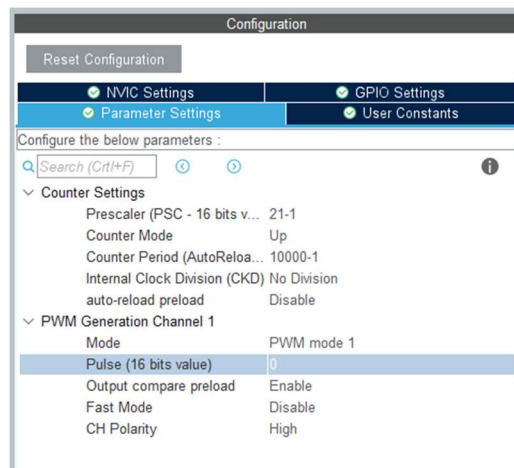 Configuration
Reset Configuration
NVIC Settings
GPIO Settings
Parameter Settings
User Constants
Configure the below parameters :
Search (Crtl+F)
Counter Settings
Prescaler (PSC - 16 bits v... 21-1
Counter Mode Up
Counter Period (AutoReloa... 10000-1
Internal Clock Division (CKD) No Division
auto-reload preload Disable
PWM Generation Channel 1
Mode PWM mode 1
Pulse (16 bits value) 0
Output compare preload Enable
Fast Mode Disable
CH Polarity High